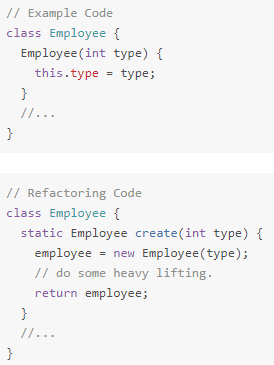 // Example Code
class Employee {
  Employee(int type) {
    this.type = type;
  }
  //...
}
// Refactoring Code
class Employee {
  static Employee create(int type) {
    employee = new Employee(type);
    // do some heavy lifting.
    return employee;
  }
  //...
}